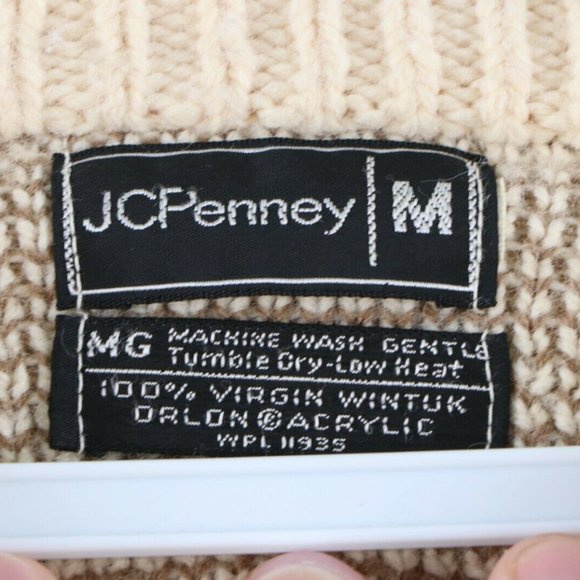 JCPenney M
MG MACHINE WASH GENTLE
Tumble Dry-Low Heat
100% VIRGIN WINTUK
ORLON ® ACRYLIC
WPL 11935